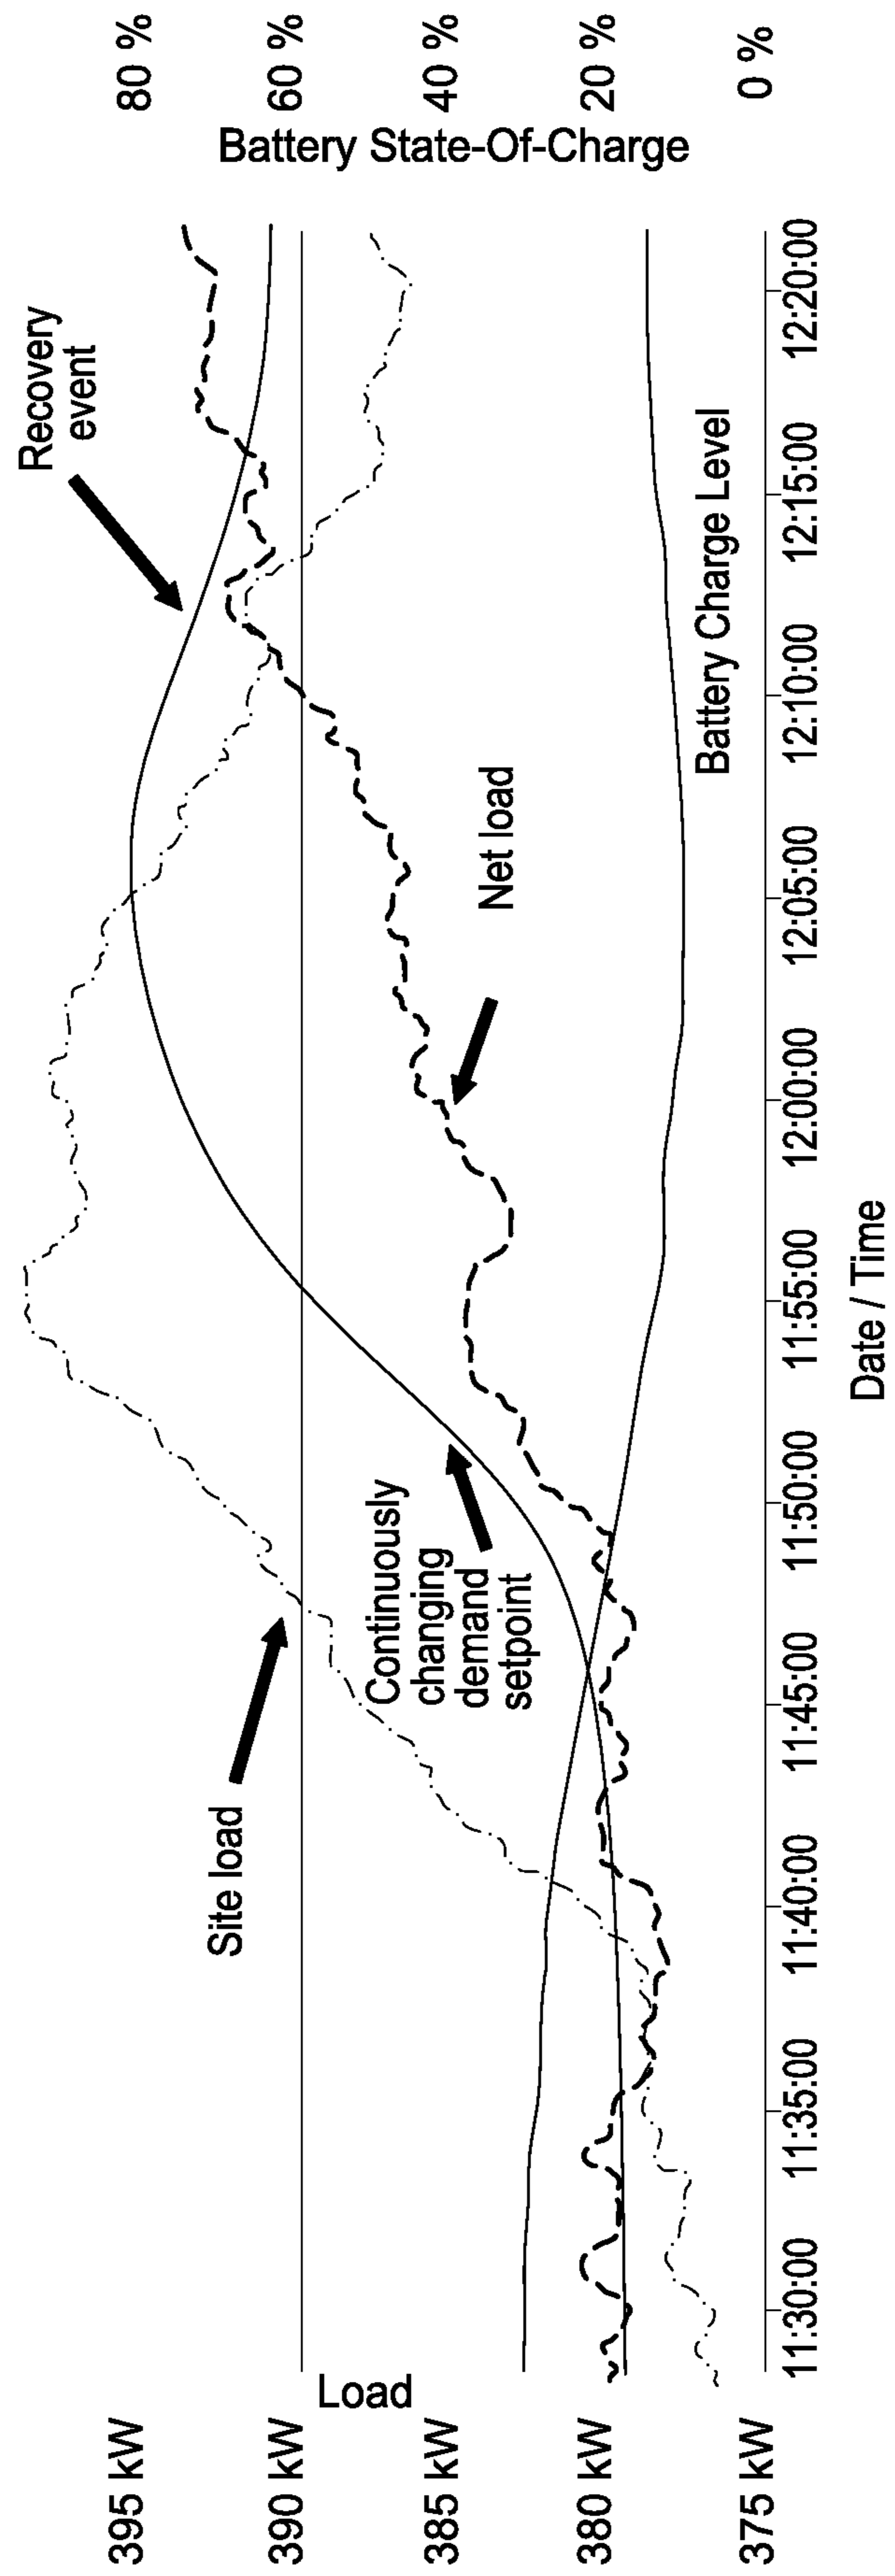 395 kW
390 kW
385 kW
380 kW
375 kW
Load
Site load
Continuously
changing
demand
setpoint
Net load
Recovery
event
Battery Charge Level
80 %
60 %
40 %
20 %
0 %
Battery State-Of-Charge
11:30:00
11:35:00
11:40:00
11:45:00
11:50:00
11:55:00
12:00:00
12:05:00
12:10:00
12:15:00
12:20:00
Date / Time